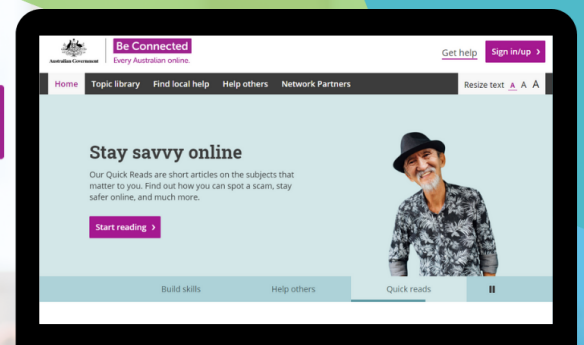 Be Connected
Get help
Sign in/up
Australian Government
Every Australian online.
Home Topic library Find local help Help others Network Partners
Resize text A A A
Stay savvy online
Our Quick Reads are short articles on the subjects that
matter to you. Find out how you can spot a scam, stay
safer online, and much more.
Start reading
Build skills Help others Quick reads